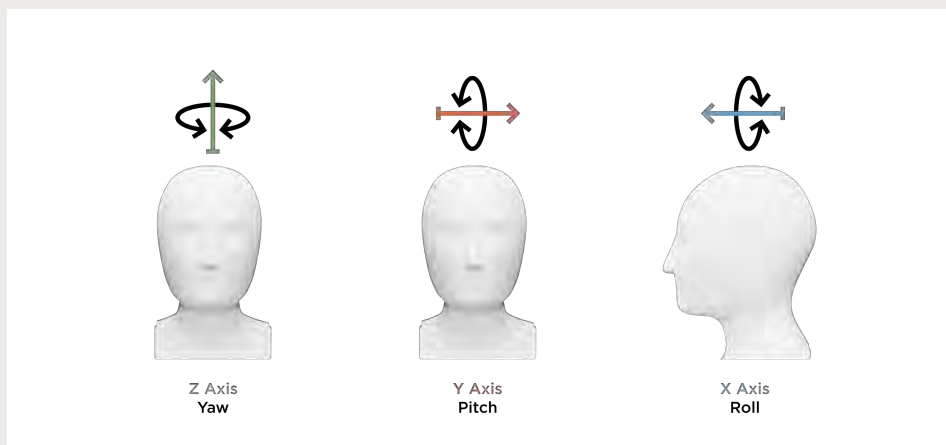 Z Axis
Yaw
Y Axis
Pitch
X Axis
Roll